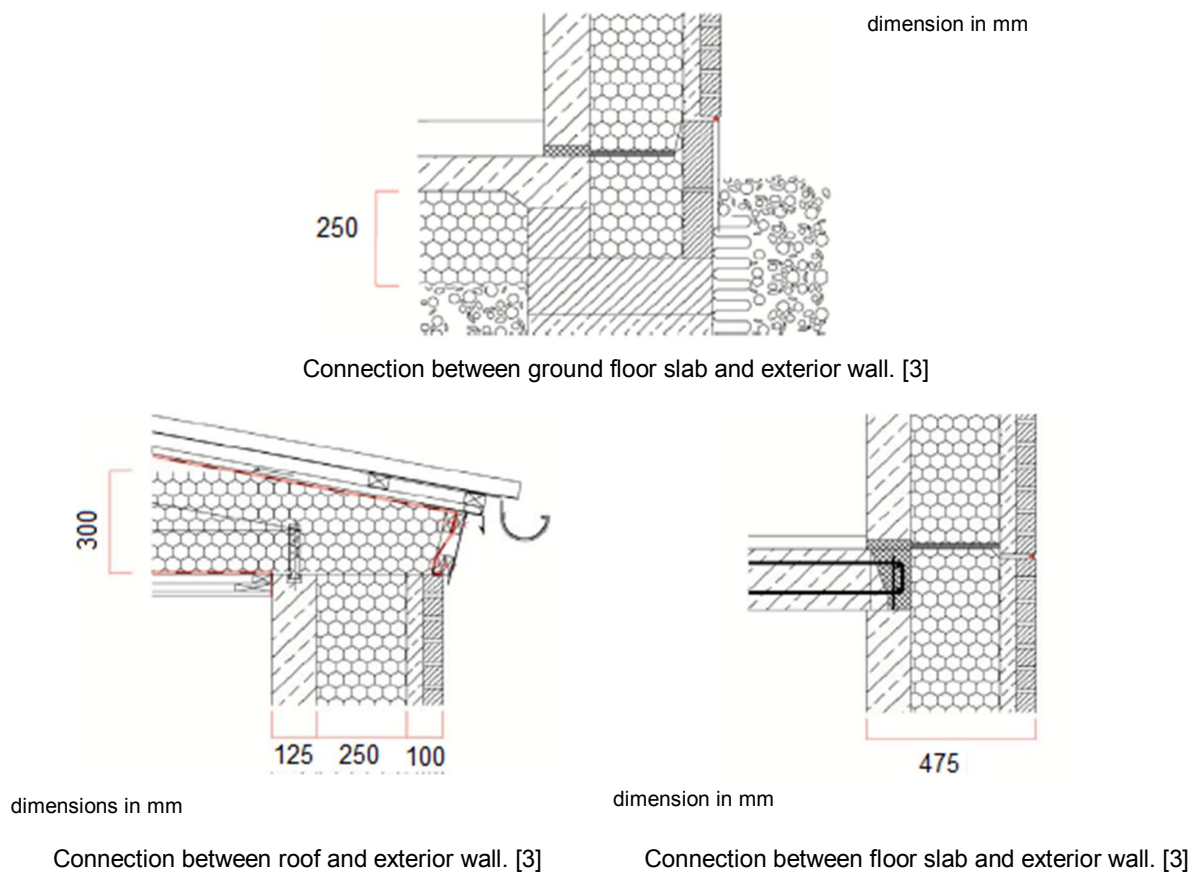 dimension in mm
250
Connection between ground floor slab and exterior wall. [3]
300
125 250 100
dimensions in mm
Connection between roof and exterior wall. [3]
475
dimension in mm
Connection between floor slab and exterior wall. [3]